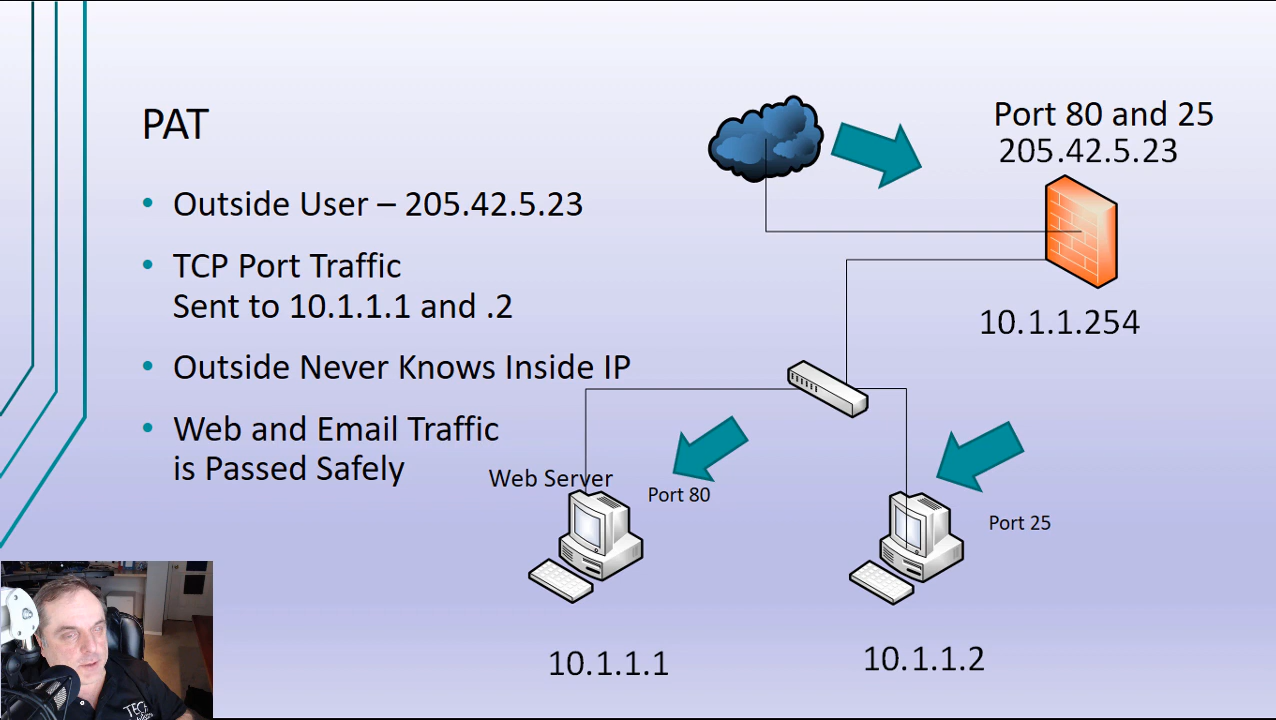 PAT
Outside User – 205.42.5.23
TCP Port Traffic
Sent to 10.1.1.1 and .2
Outside Never Knows Inside IP
Web and Email Traffic
is Passed Safely
Port 80 and 25
205.42.5.23
10.1.1.254
Web Server
Port 80
Port 25
10.1.1.1
10.1.1.2